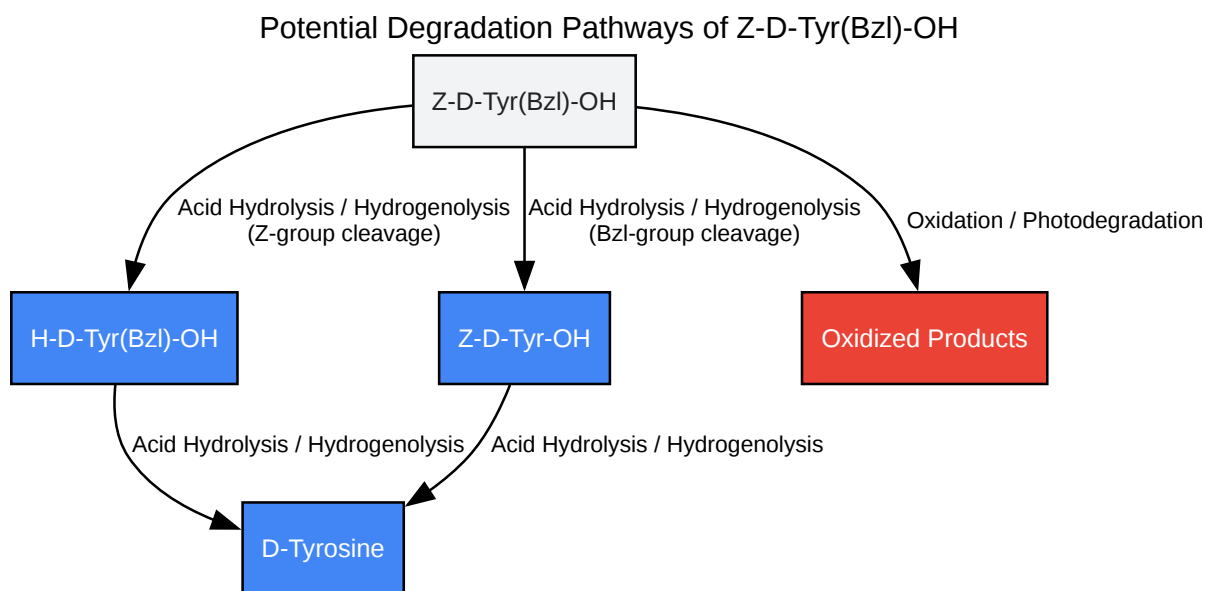 Potential Degradation Pathways of Z-D-Tyr(Bzl)-OH
Z-D-Tyr(Bzl)-OH
Acid Hydrolysis / Hydrogenolysis
(Z-group cleavage)
Acid Hydrolysis / Hydrogenolysis
(Bzl-group cleavage)
Oxidation / Photodegradation
H-D-Tyr(Bzl)-OH
Z-D-Tyr-OH
Oxidized Products
Acid Hydrolysis / Hydrogenolysis
Acid Hydrolysis / Hydrogenolysis
D-Tyrosine